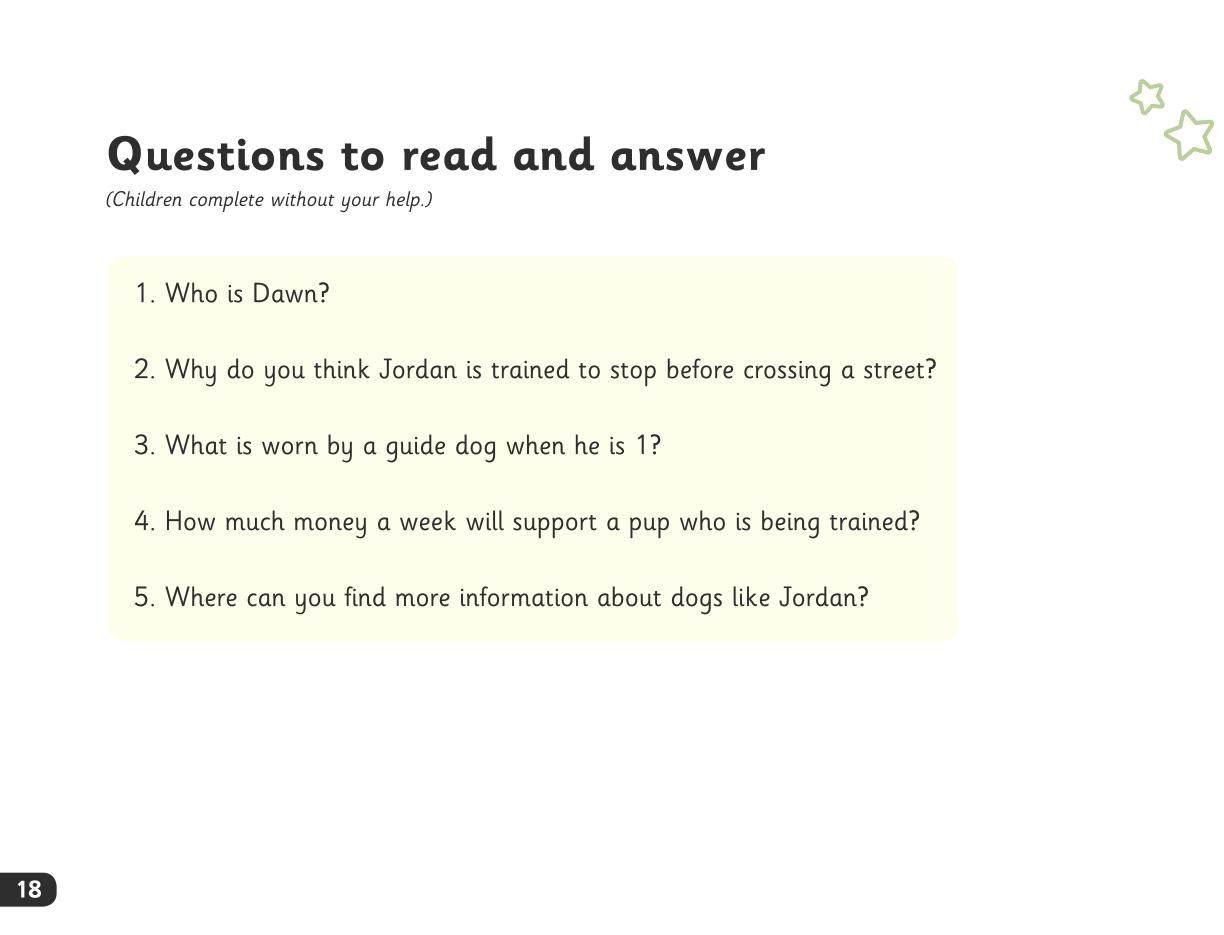 Questions to read and answer
(Children complete without your help.)
1. Who is Dawn?
2. Why do you think Jordan is trained to stop before crossing a street?
3. What is worn by a guide dog when he is 1?
4. How much money a week will support a pup who is being trained?
5. Where can you find more information about dogs like Jordan?
18